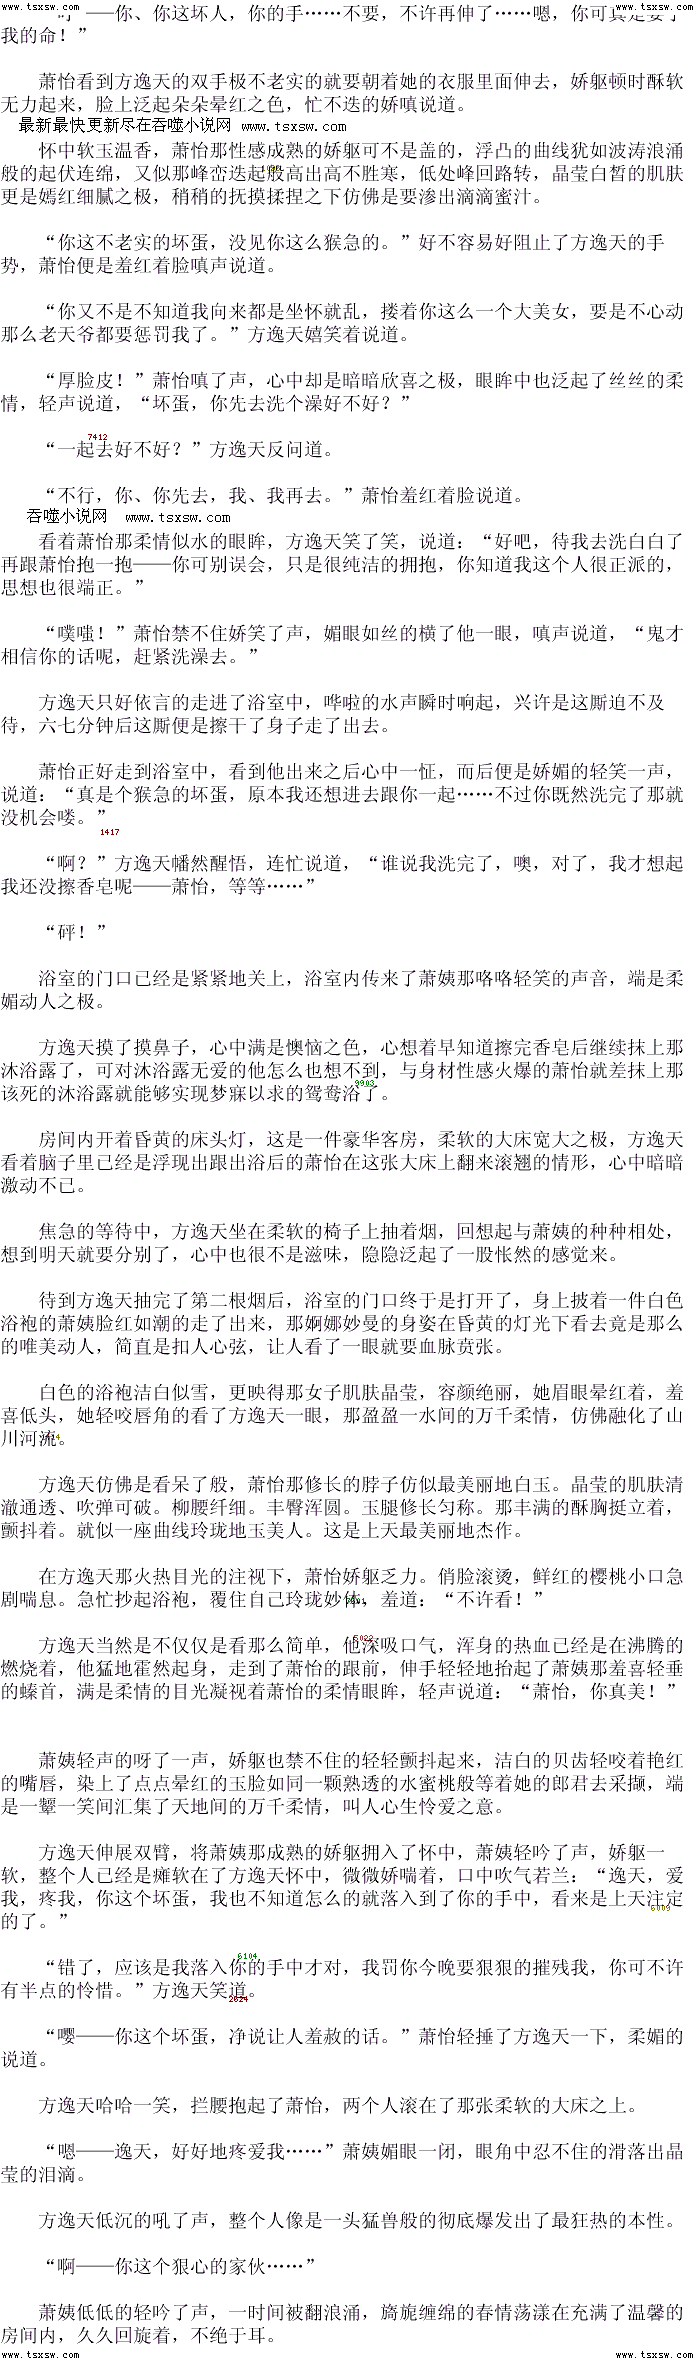 www.tsxsw.com www.tsxsw.com
——你、你这坏人，你的手……不要，不许再伸了……嗯，你可真是要了
我的命！”
萧怡看到方逸天的双手极不老实的就要朝着她的衣服里面伸去，娇躯顿时酥软
无力起来，脸上泛起朵朵晕红之色，忙不迭的娇嗔说道。
最新最快更新尽在吞噬小说网 www.tsxsw.com
怀中软玉温香，萧怡那性感成熟的娇躯可不是盖的，浮凸的曲线犹如波涛浪涌
般的起伏连绵，又似那峰峦迭起般高出高不胜寒，低处峰回路转，晶莹白皙的肌肤
更是嫣红细腻之极，稍稍的抚摸揉捏之下仿佛是要渗出滴滴蜜汁。
“你这不老实的坏蛋，没见你这么猴急的。”好不容易好阻止了方逸天的手
势，萧怡便是羞红着脸嗔声说道。
“你又不是不知道我向来都是坐怀就乱，搂着你这么一个大美女，要是不心动
那么老天爷都要惩罚我了。”方逸天嬉笑着说道。
“厚脸皮！”萧怡嗔了声，心中却是暗暗欣喜之极，眼眸中也泛起了丝丝的柔
情，轻声说道，“坏蛋，你先去洗个澡好不好？”
7412
“一起去好不好？”方逸天反问道。
“不行，你、你先去，我、我再去。”萧怡羞红着脸说道。
吞噬小说网 www.tsxsw.com
看着萧怡那柔情似水的眼眸，方逸天笑了笑，说道：“好吧，待我去洗白白了
再跟萧怡抱一抱——你可别误会，只是很纯洁的拥抱，你知道我这个人很正派的，
思想也很端正。”
“噗嗤！”萧怡禁不住娇笑了声，媚眼如丝的横了他一眼，嗔声说道，“鬼才
相信你的话呢，赶紧洗澡去。”
方逸天只好依言的走进了浴室中，哗啦的水声瞬时响起，兴许是这厮迫不及
待，六七分钟后这厮便是擦干了身子走了出去。
萧怡正好走到浴室中，看到他出来之后心中一怔，而后便是娇媚的轻笑一声，
说道：“真是个猴急的坏蛋，原本我还想进去跟你一起……不过你既然洗完了那就
没机会喽。”
1417
“啊？”方逸天幡然醒悟，连忙说道，“谁说我洗完了，噢，对了，我才想起
我还没擦香皂呢——萧怡，等等……”
“砰！”
浴室的门口已经是紧紧地关上，浴室内传来了萧姨那咯咯轻笑的声音，端是柔
媚动人之极。
方逸天摸了摸鼻子，心中满是懊恼之色，心想着早知道擦完香皂后继续抹上那
沐浴露了，可对沐浴露无爱的他怎么也想不到，与身材性感火爆的萧怡就差抹上那
9903
该死的沐浴露就能够实现梦寐以求的鸳鸯浴了。
房间内开着昏黄的床头灯，这是一件豪华客房，柔软的大床宽大之极，方逸天
看着脑子里已经是浮现出跟出浴后的萧怡在这张大床上翻来滚翘的情形，心中暗暗
激动不已。
焦急的等待中，方逸天坐在柔软的椅子上抽着烟，回想起与萧姨的种种相处，
想到明天就要分别了，心中也很不是滋味，隐隐泛起了一股怅然的感觉来。
待到方逸天抽完了第二根烟后，浴室的门口终于是打开了，身上披着一件白色
浴袍的萧姨脸红如潮的走了出来，那婀娜妙曼的身姿在昏黄的灯光下看去竟是那么
的唯美动人，简直是扣人心弦，让人看了一眼就要血脉贲张。
白色的浴袍洁白似雪，更映得那女子肌肤晶莹，容颜绝丽，她眉眼晕红着，羞
喜低头，她轻咬唇角的看了方逸天一眼，那盈盈一水间的万千柔情，仿佛融化了山
川河流。
方逸天仿佛是看呆了般，萧怡那修长的脖子仿似最美丽地白玉。晶莹的肌肤清
澈通透、吹弹可破。柳腰纤细。丰臀浑圆。玉腿修长匀称。那丰满的酥胸挺立着，
颤抖着。就似一座曲线玲珑地玉美人。这是上天最美丽地杰作。
在方逸天那火热目光的注视下，萧怡娇躯乏力。俏脸滚烫，鲜红的樱桃小口急
剧喘息。急忙抄起浴袍，覆住自己玲珑妙体，羞道：“不许看！”
5022
方逸天当然是不仅仅是看那么简单，他深吸口气，浑身的热血已经是在沸腾的
燃烧着，他猛地霍然起身，走到了萧怡的跟前，伸手轻轻地抬起了萧姨那羞喜轻垂
的螓首，满是柔情的目光凝视着萧怡的柔情眼眸，轻声说道：“萧怡，你真美！”
萧姨轻声的呀了一声，娇躯也禁不住的轻轻颤抖起来，洁白的贝齿轻咬着艳红
的嘴唇，染上了点点晕红的玉脸如同一颗熟透的水蜜桃般等着她的郎君去采撷，端
是一颦一笑间汇集了天地间的万千柔情，叫人心生怜爱之意。
方逸天伸展双臂，将萧姨那成熟的娇躯拥入了怀中，萧姨轻吟了声，娇躯一
软，整个人已经是瘫软在了方逸天怀中，微微娇喘着，口中吹气若兰：“逸天，爱
我，疼我，你这个坏蛋，我也不知道怎么的就落入到了你的手中，看来是上天注定
6009
的了。”
6104
“错了，应该是我落入你的手中才对，我罚你今晚要狠狠的摧残我，你可不许
有半点的怜惜。”方逸天笑道。
2624
“嘤——你这个坏蛋，净说让人羞赦的话。”萧怡轻捶了方逸天一下，柔媚的
说道。
方逸天哈哈一笑，拦腰抱起了萧怡，两个人滚在了那张柔软的大床之上。
“嗯——逸天，好好地疼爱我……”萧姨媚眼一闭，眼角中忍不住的滑落出晶
莹的泪滴。
方逸天低沉的吼了声，整个人像是一头猛兽般的彻底爆发出了最狂热的本性。
“啊——你这个狠心的家伙……”
萧姨低低的轻吟了声，一时间被翻浪涌，旖旎缠绵的春情荡漾在充满了温馨的
房间内，久久回旋着，不绝于耳。
www.tsxsw.com www.tsxsw.com